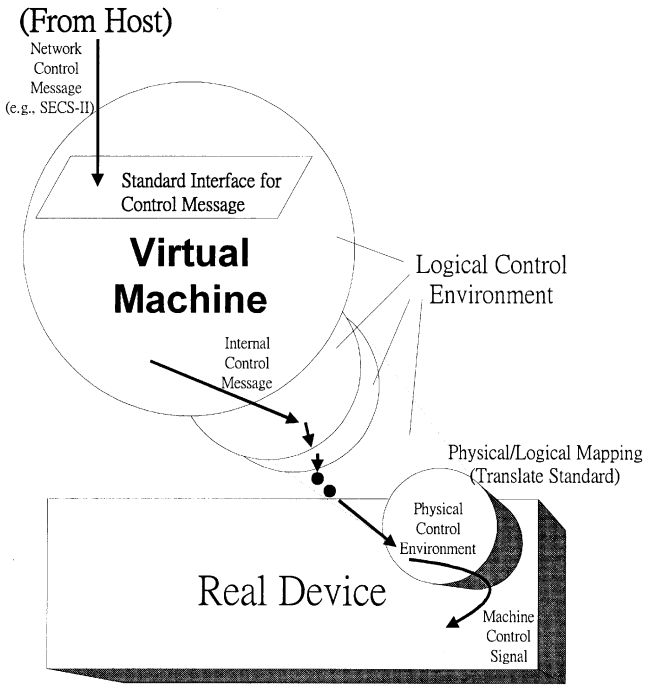 (From Host)
Network
Control
Message
(e.g., SECS-II)
Standard Interface for
Control Message
Virtual
Machine
Logical Control
Environment
Internal
Control
Message
Physical/Logical Mapping
(Translate Standard)
Physical
Control
Environment
Real Device
Machine
Control
Signal